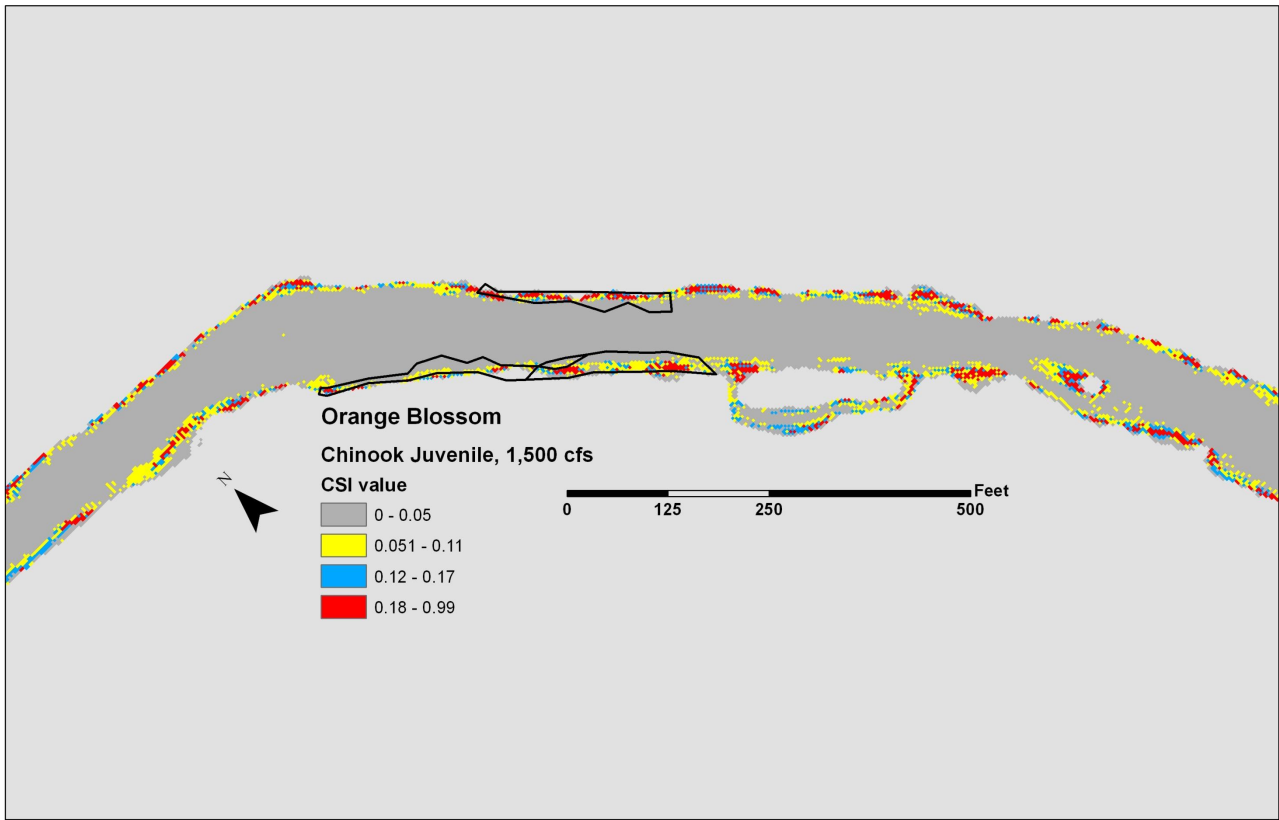 Orange Blossom
Chinook Juvenile, 1,500 cfs
CSI value
0 - 0.05
0.051 - 0.11
0.12 - 0.17
0.18 - 0.99
N
Feet
0 125 250 500